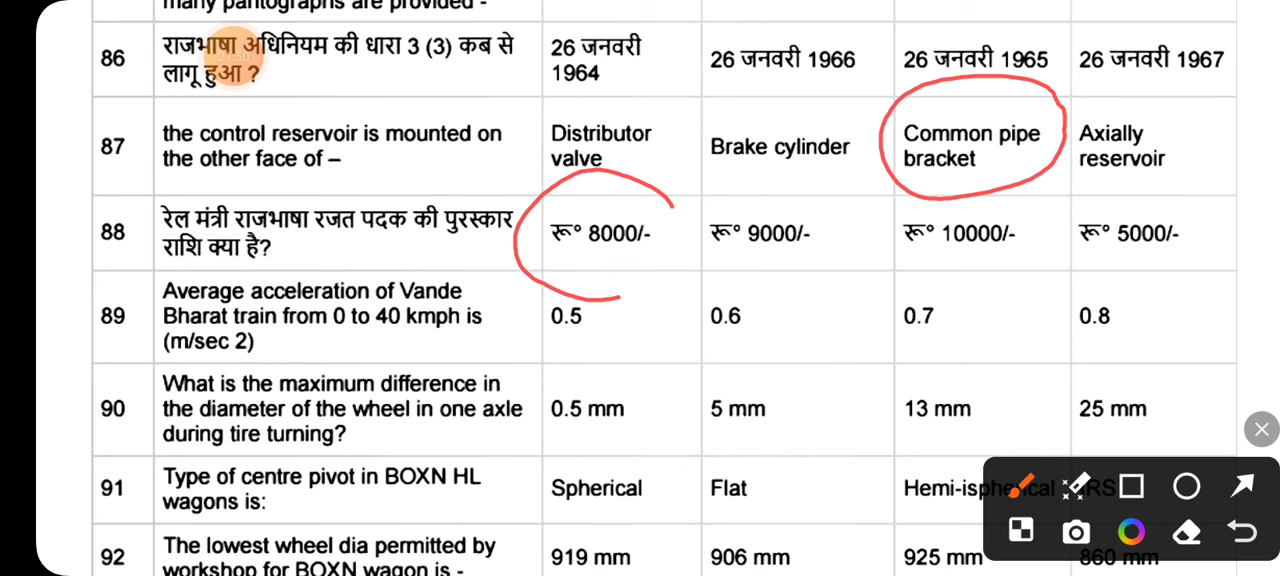 many pantographs are provided -
86
राजभाषा अधिनियम की धारा 3 (3) कब से
लागू हुआ ?
26 जनवरी
1964
26 जनवरी 1966
26 जनवरी 1965
26 जनवरी 1967
87
the control reservoir is mounted on
the other face of –
Distributor
valve
Brake cylinder
Common pipe
bracket
Axially
reservoir
88
रेल मंत्री राजभाषा रजत पदक की पुरस्कार
राशि क्या है?
रू° 8000/-
रू° 9000/-
रू° 10000/-
रू° 5000/-
89
Average acceleration of Vande
Bharat train from 0 to 40 kmph is
(m/sec 2)
0.5
0.6
0.7
0.8
90
What is the maximum difference in
the diameter of the wheel in one axle
during tire turning?
0.5 mm
5 mm
13 mm
25 mm
91
Type of centre pivot in BOXN HL
wagons is:
Spherical
Flat
Hemi-ispherical
92
The lowest wheel dia permitted by
workshop for BOXN wagon is -
919 mm
906 mm
925 mm
860 mm